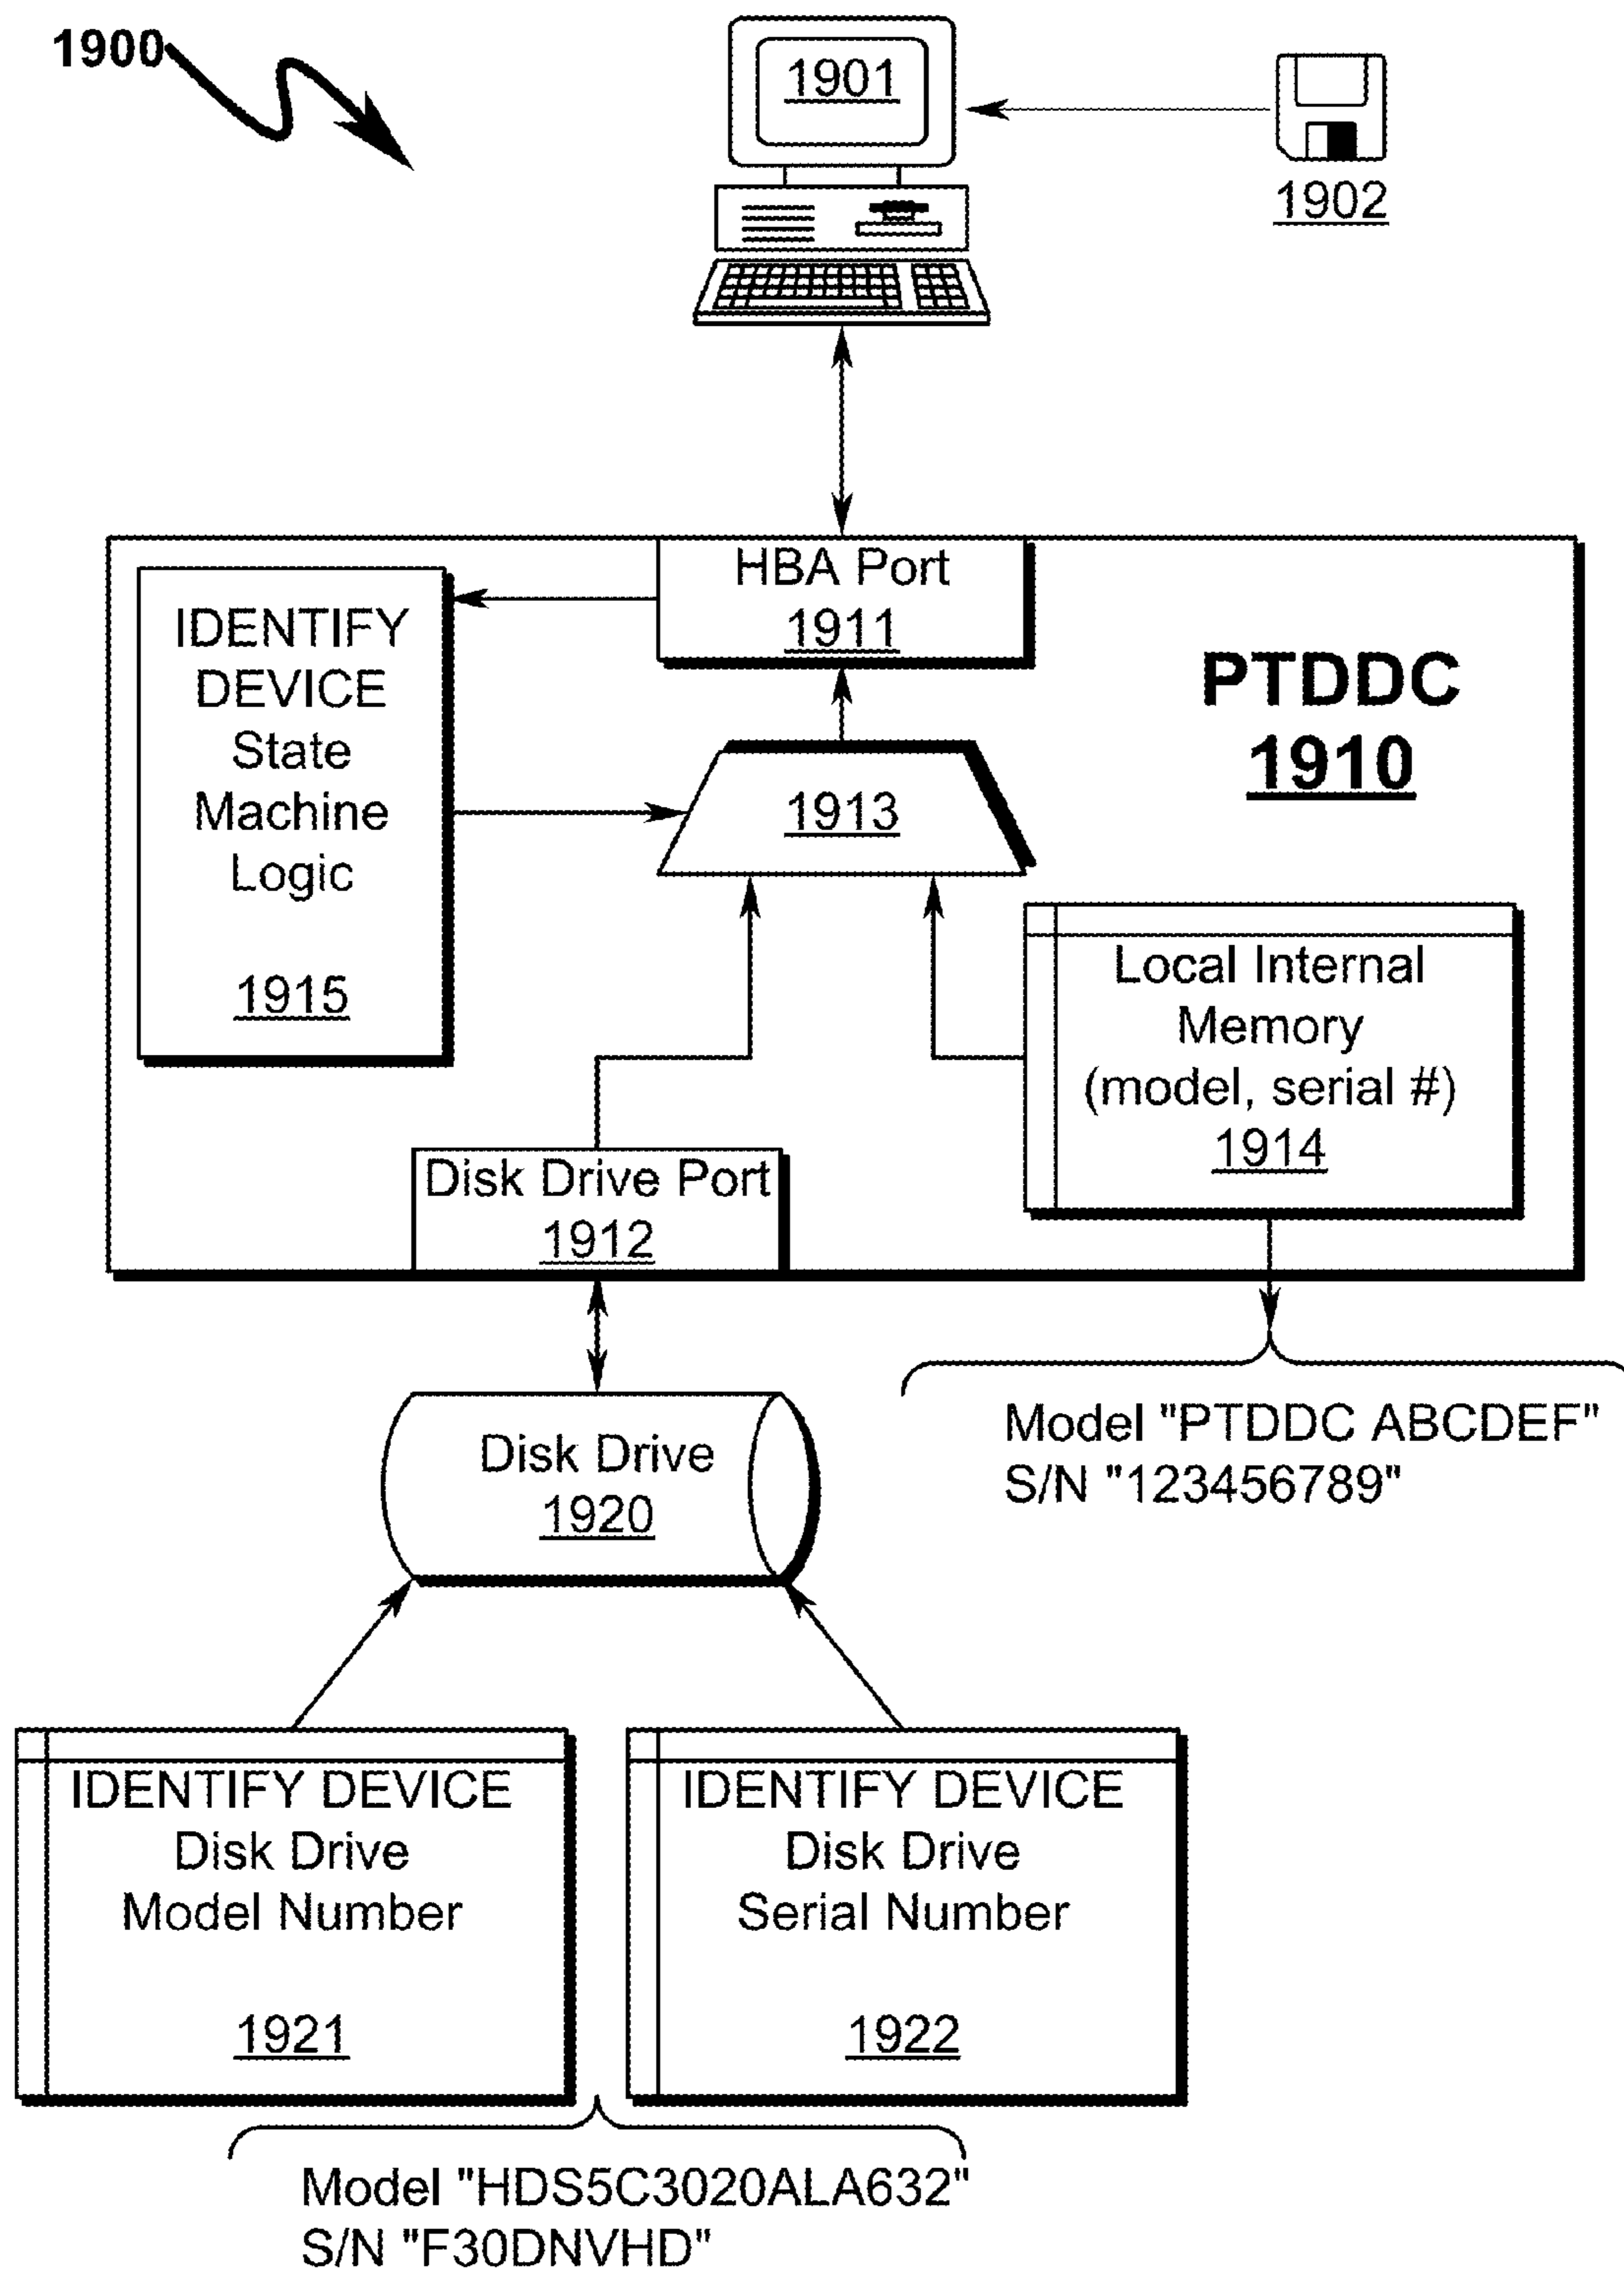 1900
1901
1902
HBA Port
1911
IDENTIFY
DEVICE
State
Machine
Logic
1915
PTDDC
1910
1913
Local Internal
Memory
(model, serial #)
1914
Disk Drive Port
1912
Model "PTDDC ABCDEF"
S/N "123456789"
Disk Drive
1920
IDENTIFY DEVICE
Disk Drive
Model Number
1921
IDENTIFY DEVICE
Disk Drive
Serial Number
1922
Model "HDS5C3020ALA632"
S/N "F30DNVHD"